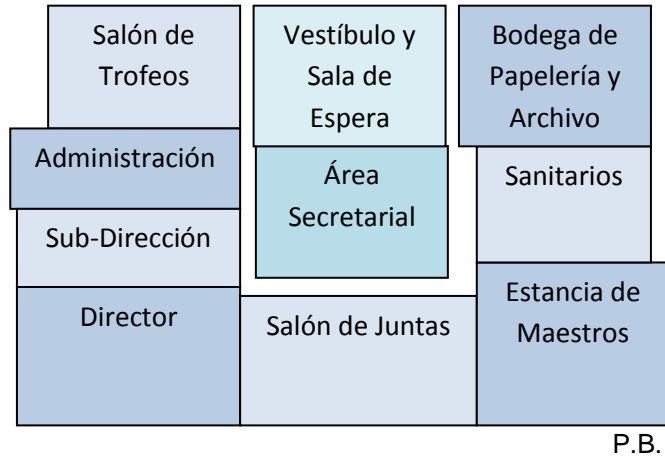 Salón de
Trofeos
Vestíbulo y
Sala de
Espera
Bodega de
Papelería y
Archivo
Administración
Área
Secretarial
Sanitarios
Sub-Dirección
Director
Salón de Juntas
Estancia de
Maestros
P.B.